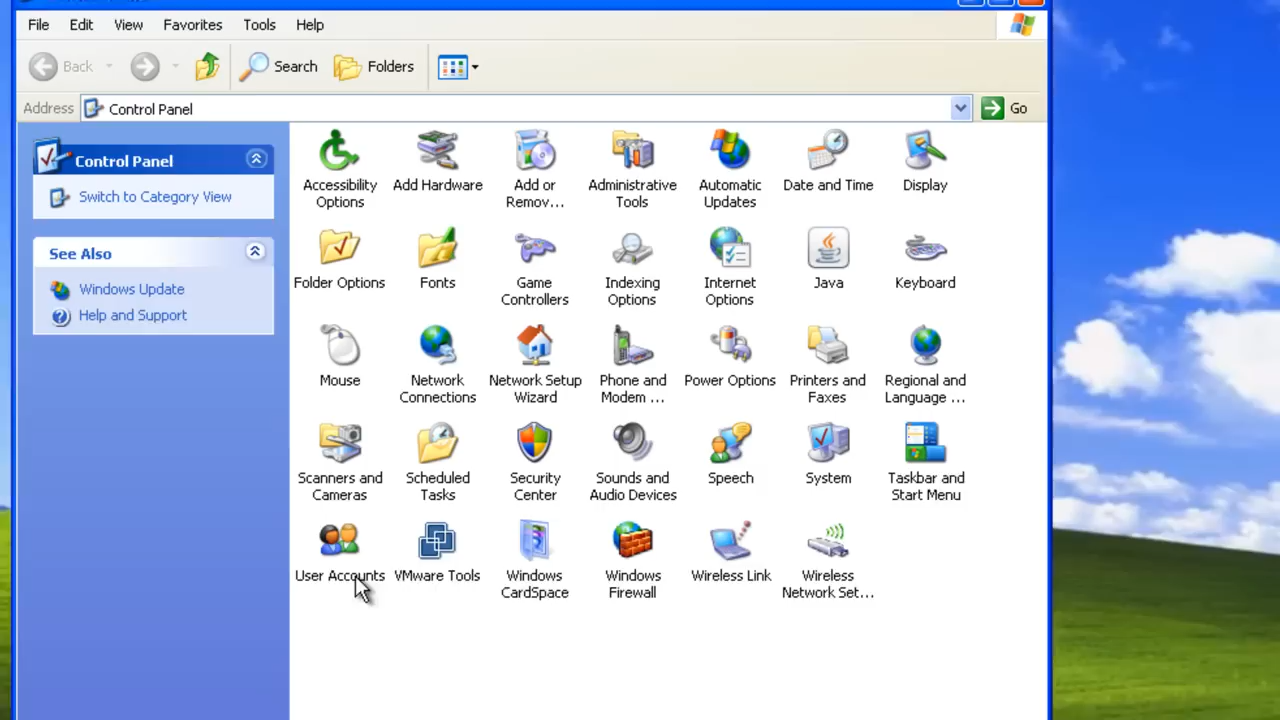 File Edit View Favorites Tools Help
Back Search Folders
Address Control Panel Go
Control Panel
Switch to Category View
See Also
Windows Update
Help and Support
Accessibility Options
Add Hardware
Add or Remov...
Administrative Tools
Automatic Updates
Date and Time
Display
Folder Options
Fonts
Game Controllers
Indexing Options
Internet Options
Java
Keyboard
Mouse
Network Connections
Network Setup Wizard
Phone and Modem ...
Power Options
Printers and Faxes
Regional and Language ...
Scanners and Cameras
Scheduled Tasks
Security Center
Sounds and Audio Devices
Speech
System
Taskbar and Start Menu
User Accounts
VMware Tools
Windows CardSpace
Windows Firewall
Wireless Link
Wireless Network Set...